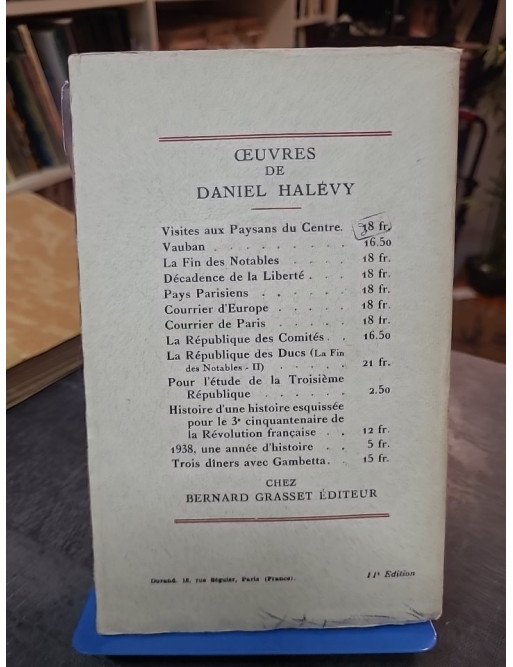 ŒUVRES
DE
DANIEL HALÉVY
Visites aux Paysans du Centre. 18 fr.
Vauban . . . . . . . . . 16.50
La Fin des Notables . . . . 18 fr.
Décadence de la Liberté . . . 18 fr.
Pays Parisiens . . . . . . 18 fr.
Courrier d'Europe . . . . . 18 fr.
Courrier de Paris . . . . . 18 fr.
La République des Comités. . 16.50
La République des Ducs (La Fin
des Notables - II) . . . . . 21 fr.
Pour l'étude de la Troisième
République . . . . . . 2.50
Histoire d'une histoire esquissée
pour le 3e cinquantenaire de
la Révolution française . . 12 fr.
1938, une année d'histoire . . 5 fr.
Trois dîners avec Gambetta. . 15 fr.
CHEZ
BERNARD GRASSET ÉDITEUR
Durand, 18, rue Séguier, Paris (France). 11e Édition